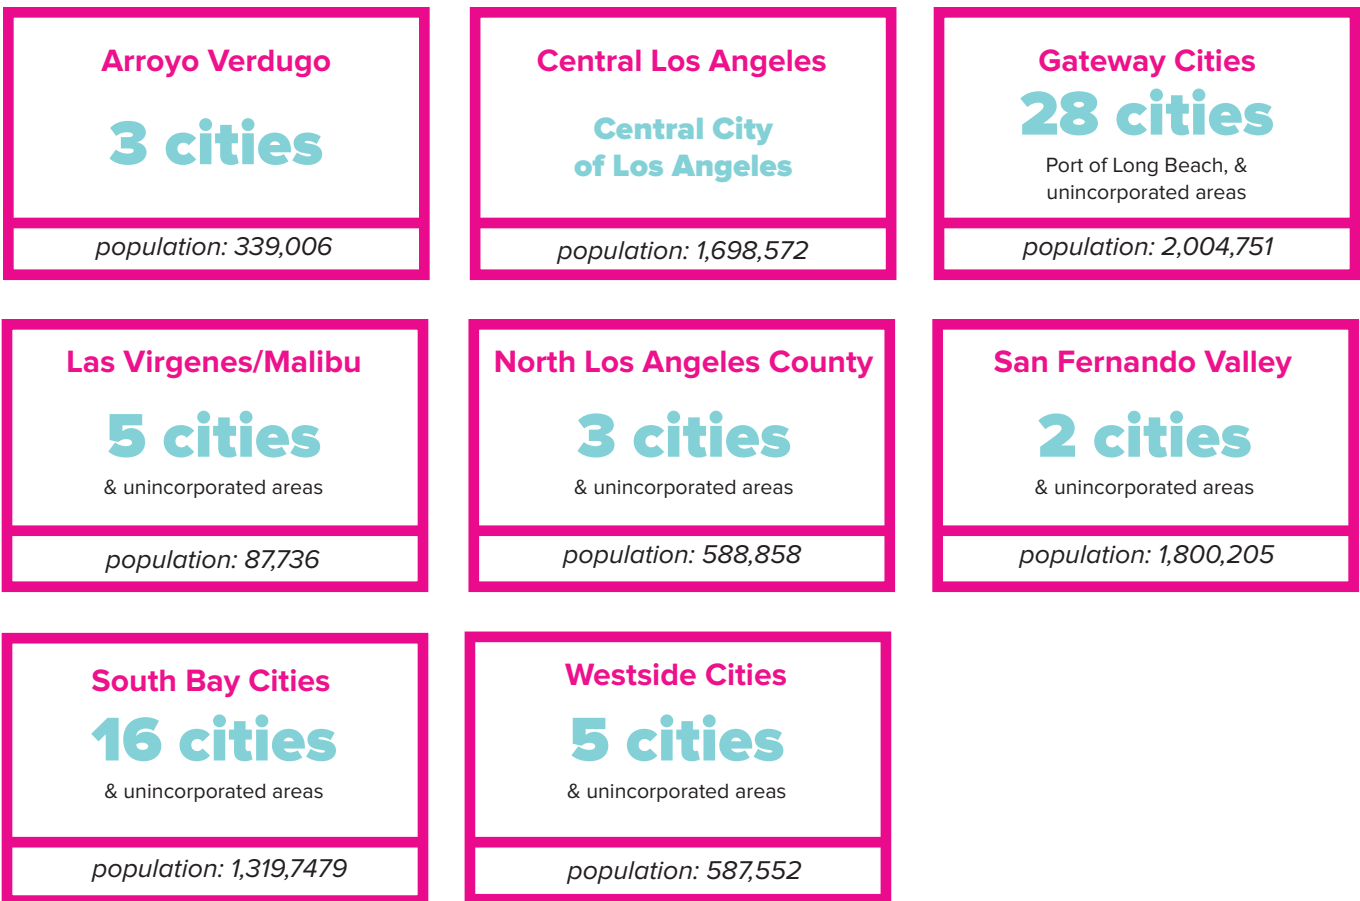 Arroyo Verdugo
3 cities
population: 339,006
Central Los Angeles
Central City
of Los Angeles
population: 1,698,572
Gateway Cities
28 cities
Port of Long Beach, &
unincorporated areas
population: 2,004,751
Las Virgenes/Malibu
5 cities
& unincorporated areas
population: 87,736
North Los Angeles County
3 cities
& unincorporated areas
population: 588,858
San Fernando Valley
2 cities
& unincorporated areas
population: 1,800,205
South Bay Cities
16 cities
& unincorporated areas
population: 1,319,7479
Westside Cities
5 cities
& unincorporated areas
population: 587,552